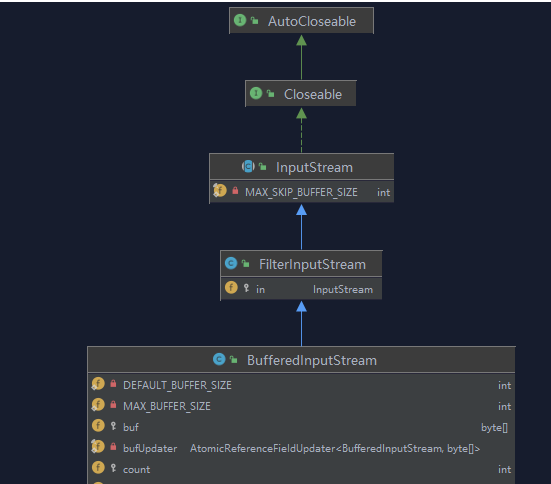 AutoCloseable
Closeable
InputStream
MAX_SKIP_BUFFER_SIZE int
FilterInputStream
in InputStream
BufferedInputStream
DEFAULT_BUFFER_SIZE int
MAX_BUFFER_SIZE int
buf byte[]
bufUpdater AtomicReferenceFieldUpdater<BufferedInputStream, byte[]>
count int